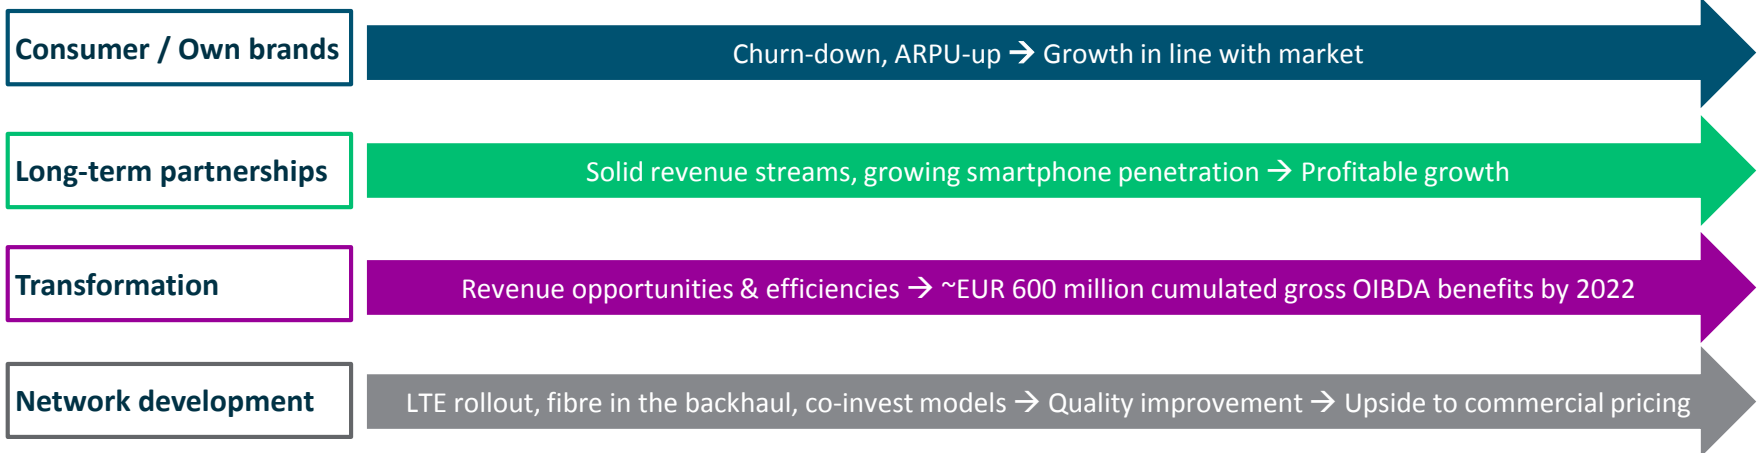 Consumer / Own brands
Churn-down, ARPU-up → Growth in line with market
Long-term partnerships
Solid revenue streams, growing smartphone penetration → Profitable growth
Transformation
Revenue opportunities & efficiencies → ~EUR 600 million cumulated gross OIBDA benefits by 2022
Network development
LTE rollout, fibre in the backhaul, co-invest models → Quality improvement → Upside to commercial pricing